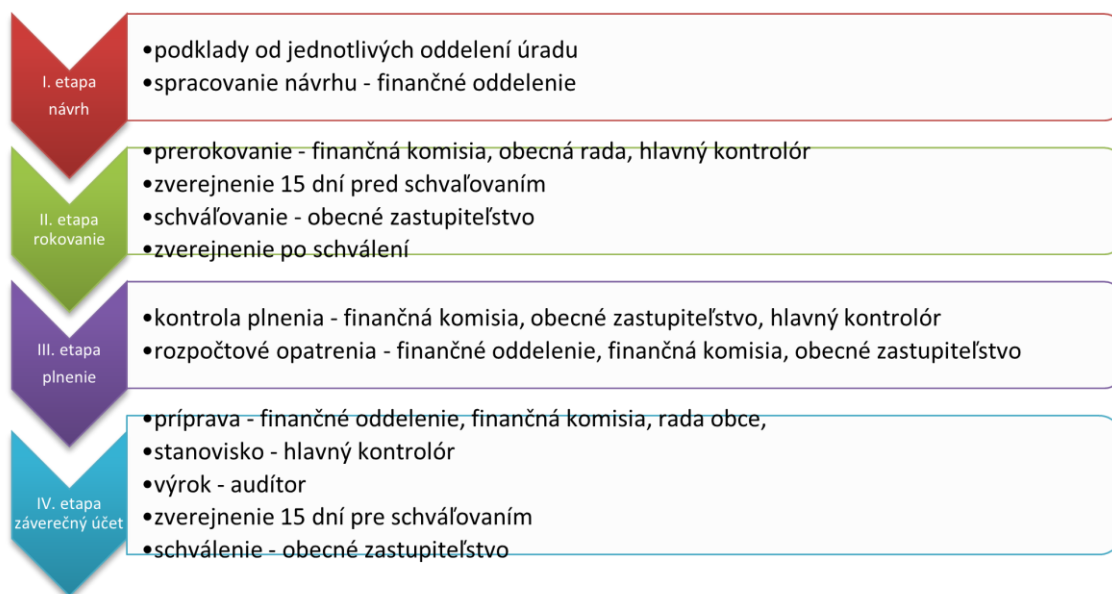 I. etapa
návrh
•podklady od jednotlivých oddelení úradu
•spracovanie návrhu - finančné oddelenie
II. etapa
rokovanie
•prerokovanie - finančná komisia, obecná rada, hlavný kontrolór
•zverejnenie 15 dní pred schvaľovaním
•schváľovanie - obecné zastupiteľstvo
•zverejnenie po schválení
III. etapa
plnenie
•kontrola plnenia - finančná komisia, obecné zastupiteľstvo, hlavný kontrolór
•rozpočtové opatrenia - finančné oddelenie, finančná komisia, obecné zastupiteľstvo
IV. etapa
záverečný účet
•príprava - finančné oddelenie, finančná komisia, rada obce,
•stanovisko - hlavný kontrolór
•výrok - audítor
•zverejnenie 15 dní pre schváľovaním
•schválenie - obecné zastupiteľstvo